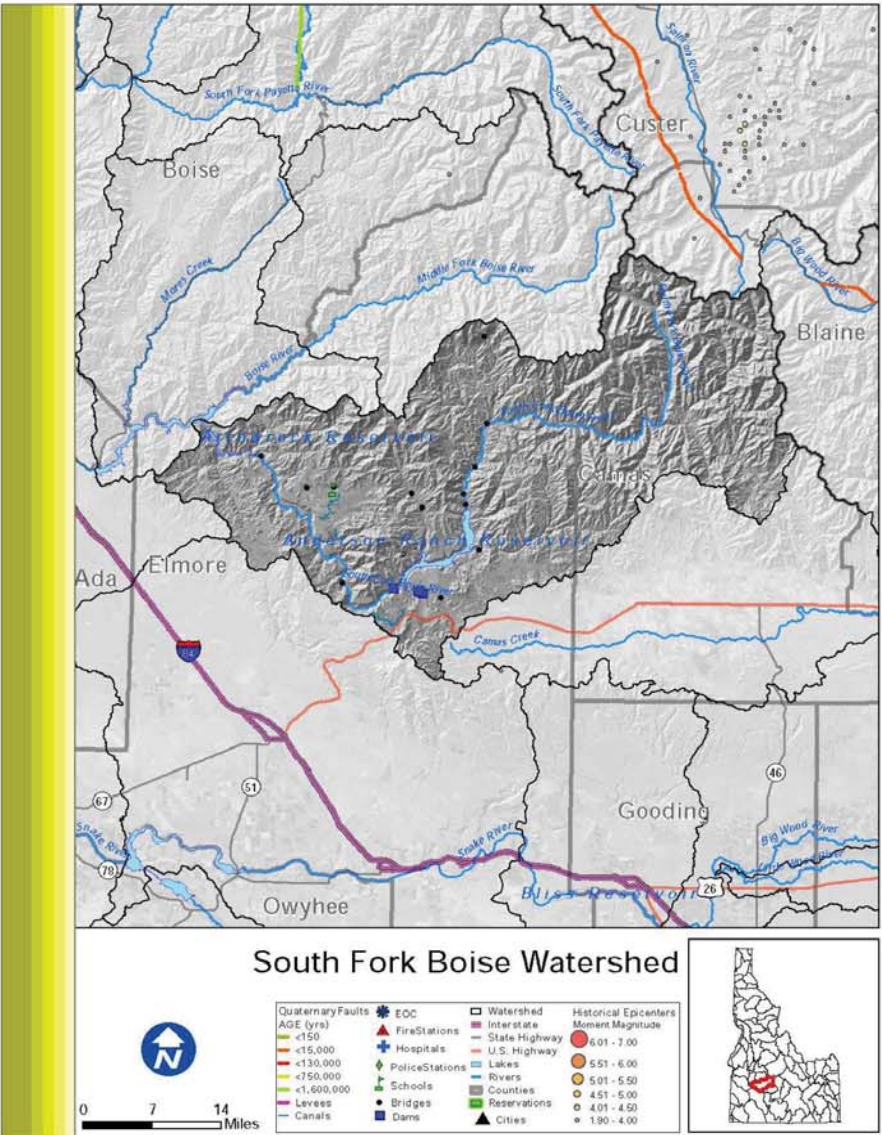 South Fork Payette River
Salmon River
South Fork Payette River
Custer
Boise
Mores Creek
Middle Fork Boise River
Big Wood River
Blaine
Boise River
Arrowrock Reservoir
Camas
Anderson Ranch Reservoir
Ada
Elmore
South Fork Boise River
Camas Creek
84
51
46
67
Gooding
Snake River
Snake River
Big Wood River
78
26
Bliss Reservoir
Owyhee
South Fork Boise Watershed
N
0 7 14
Miles
Quaternary Faults
AGE (yrs)
<150
<15,000
<130,000
<750,000
<1,600,000
Levees
Canals
EOC
FireStations
Hospitals
PoliceStations
Schools
Bridges
Dams
Watershed
Interstate
State Highway
U.S. Highway
Lakes
Rivers
Counties
Reservations
Cities
Historical Epicenters
Moment Magnitude
6.01 - 7.00
5.51 - 6.00
5.01 - 5.50
4.51 - 5.00
4.01 - 4.50
1.90 - 4.00